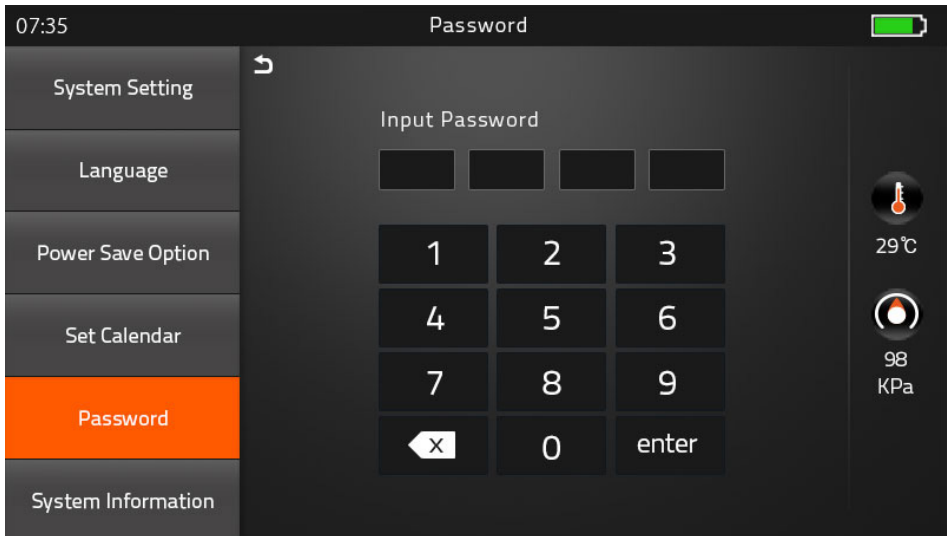 07:35
Password
System Setting
Language
Power Save Option
Set Calendar
Password
System Information
Input Password
1 2 3
4 5 6
7 8 9
X 0 enter
29℃
98
KPa